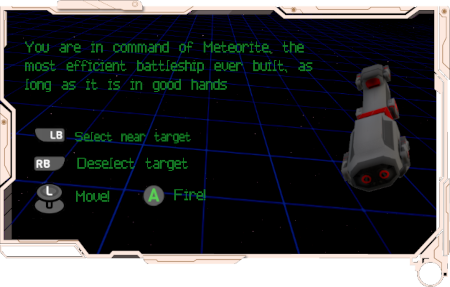 You are in command of Meteorite, the
most efficient battleship ever built, as
long as it is in good hands
LB Select near target
RB Deselect target
L Move! A Fire!